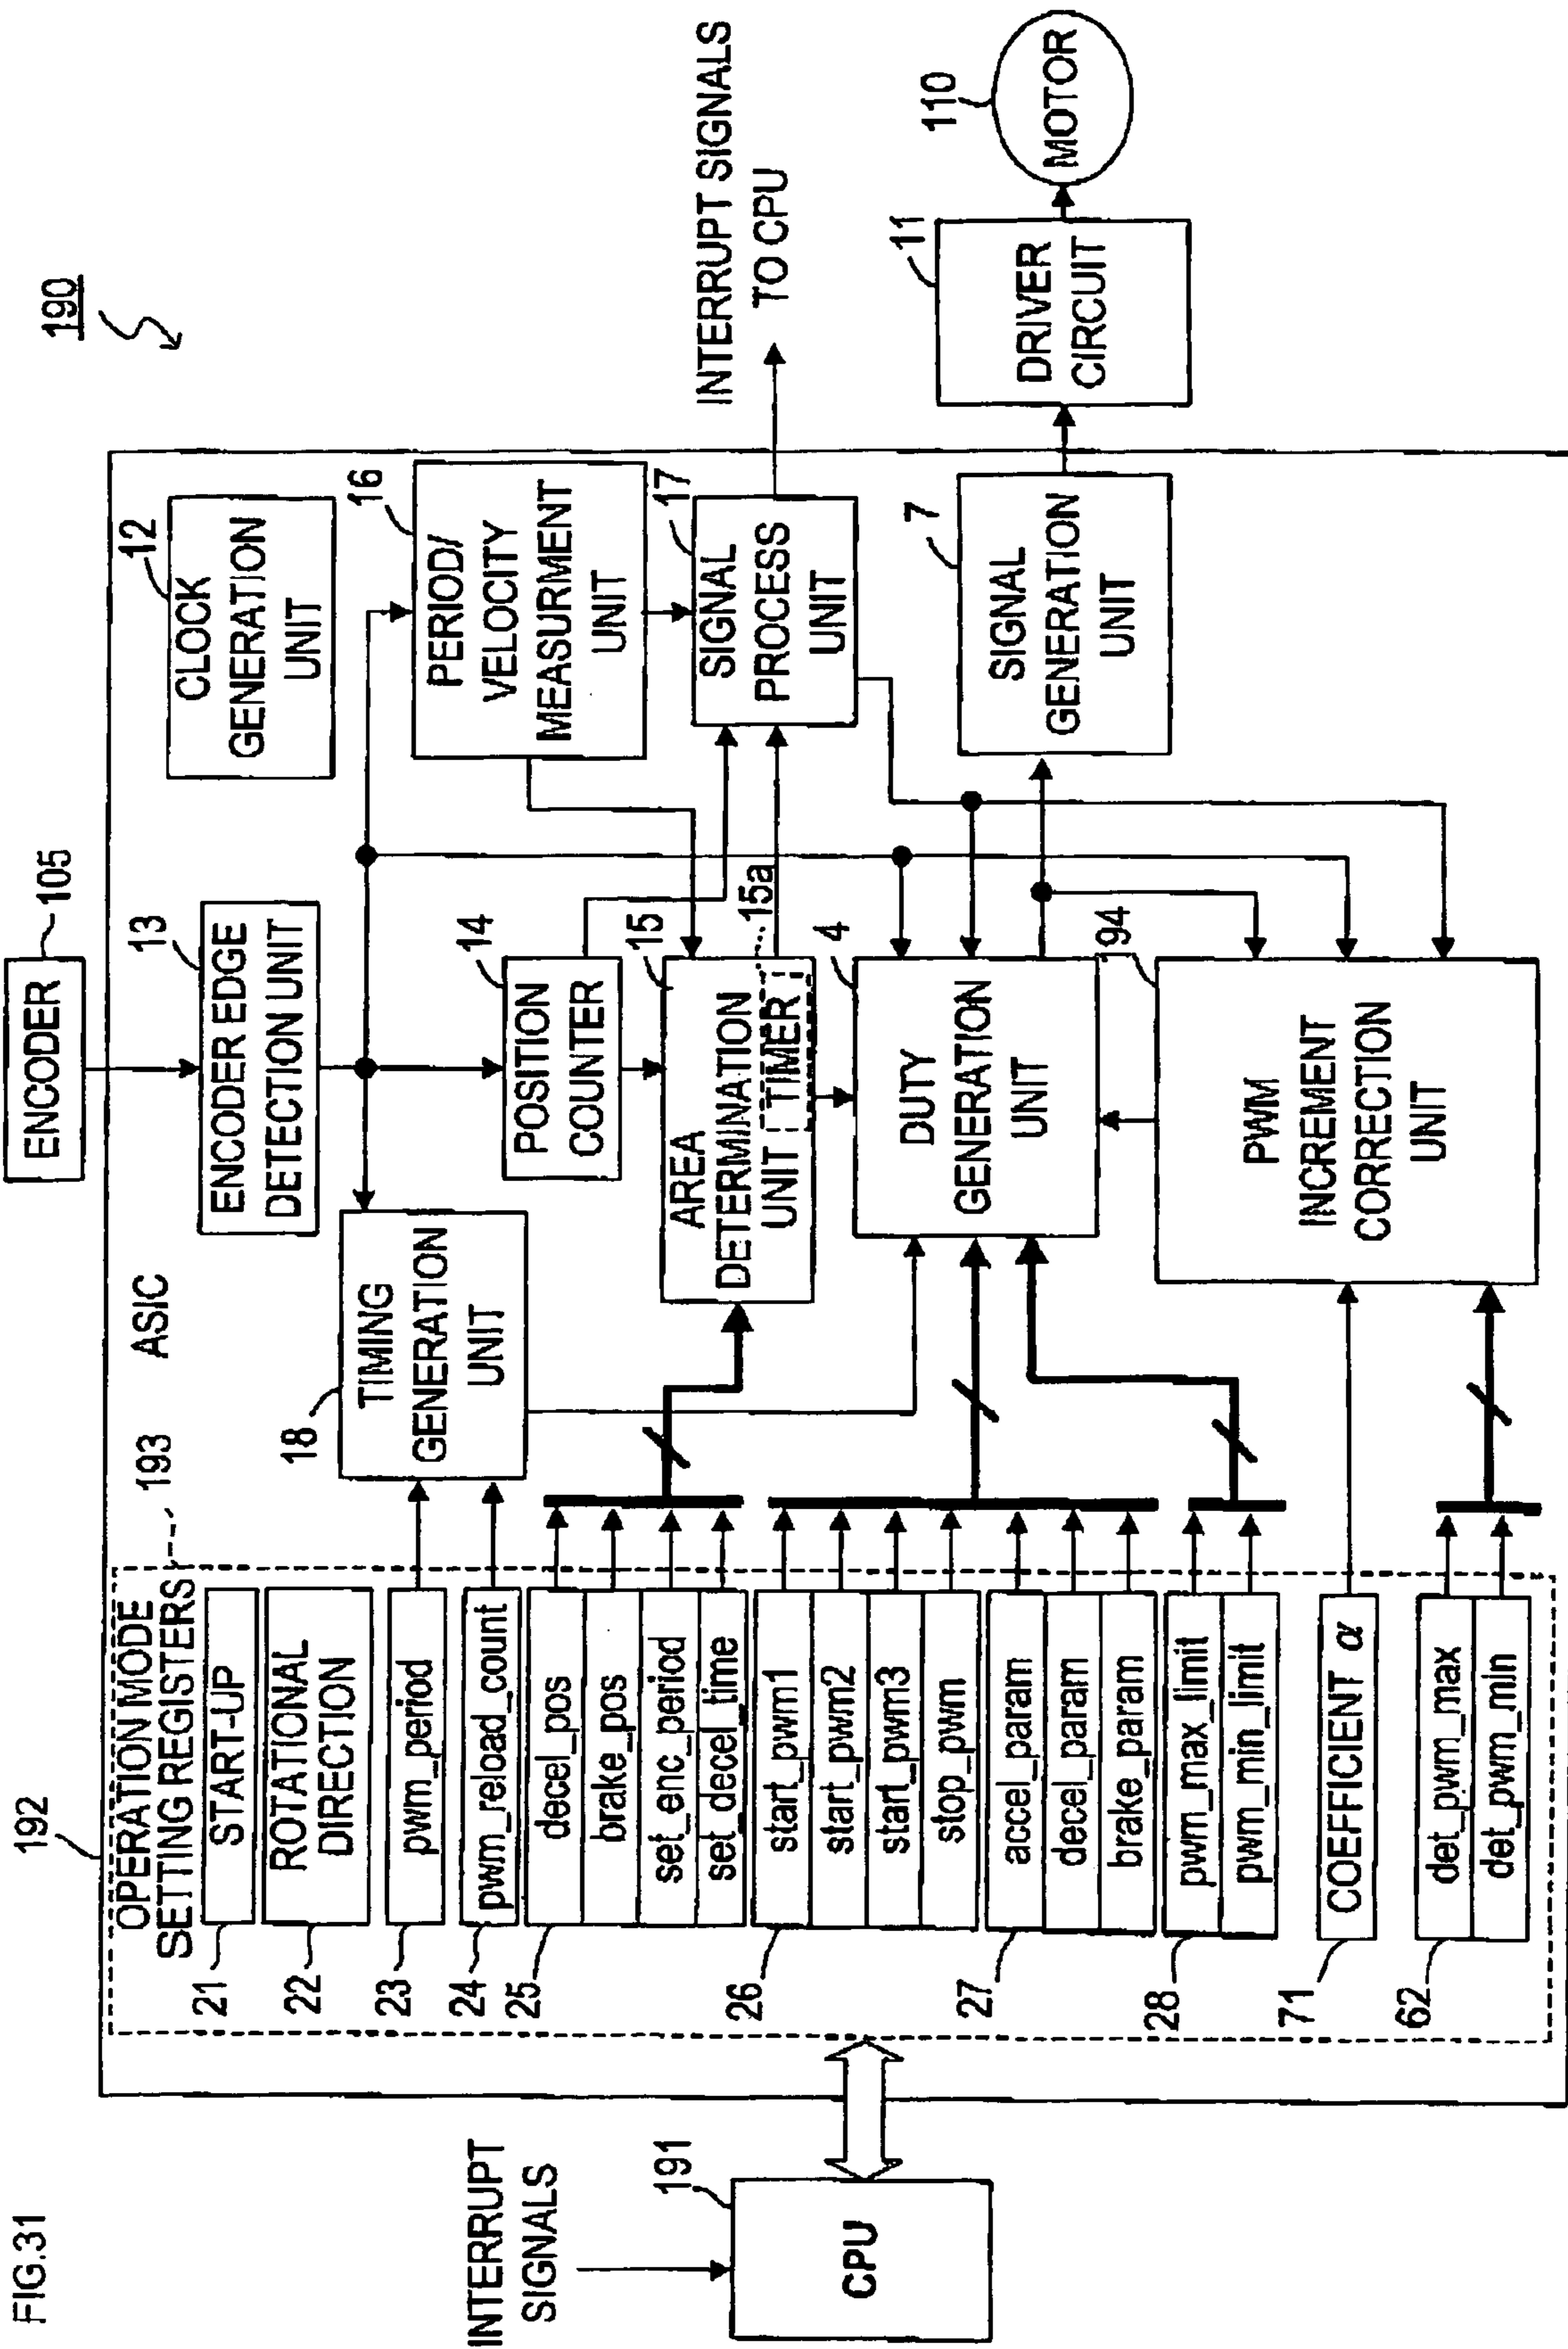 FIG.31
190
ENCODER
105
192
OPERATION MODE
SETTING REGISTERS
193
ASIC
21
START-UP
22
ROTATIONAL
DIRECTION
23
pwm_period
24
pwm_reload_count
25
decel_pos
brake_pos
set_enc_period
set_decel_time
26
start_pwm1
start_pwm2
start_pwm3
stop_pwm
27
accel_param
decel_param
brake_param
28
pwm_max_limit
pwm_min_limit
71
COEFFICIENT α
62
det_pwm_max
det_pwm_min
13
ENCODER EDGE
DETECTION UNIT
12
CLOCK
GENERATION
UNIT
18
TIMING
GENERATION
UNIT
14
POSITION
COUNTER
16
PERIOD/
VELOCITY
MEASURMENT
UNIT
15
AREA
DETERMINATION
UNIT
TIMER
15a
17
SIGNAL
PROCESS
UNIT
INTERRUPT SIGNALS
TO CPU
4
DUTY
GENERATION
UNIT
7
SIGNAL
GENERATION
UNIT
11
DRIVER
CIRCUIT
110
MOTOR
94
PWM
INCREMENT
CORRECTION
UNIT
INTERRUPT
SIGNALS
191
CPU